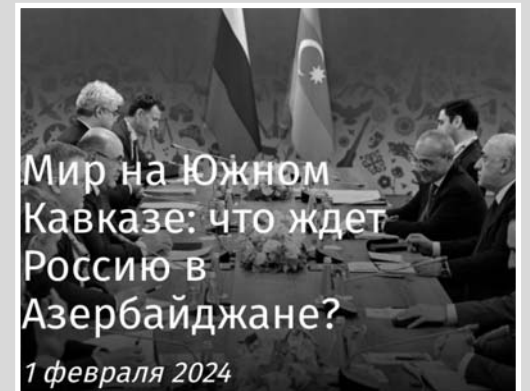 Мир на Южном
Кавказе: что ждет
Россию в
Азербайджане?
1 февраля 2024